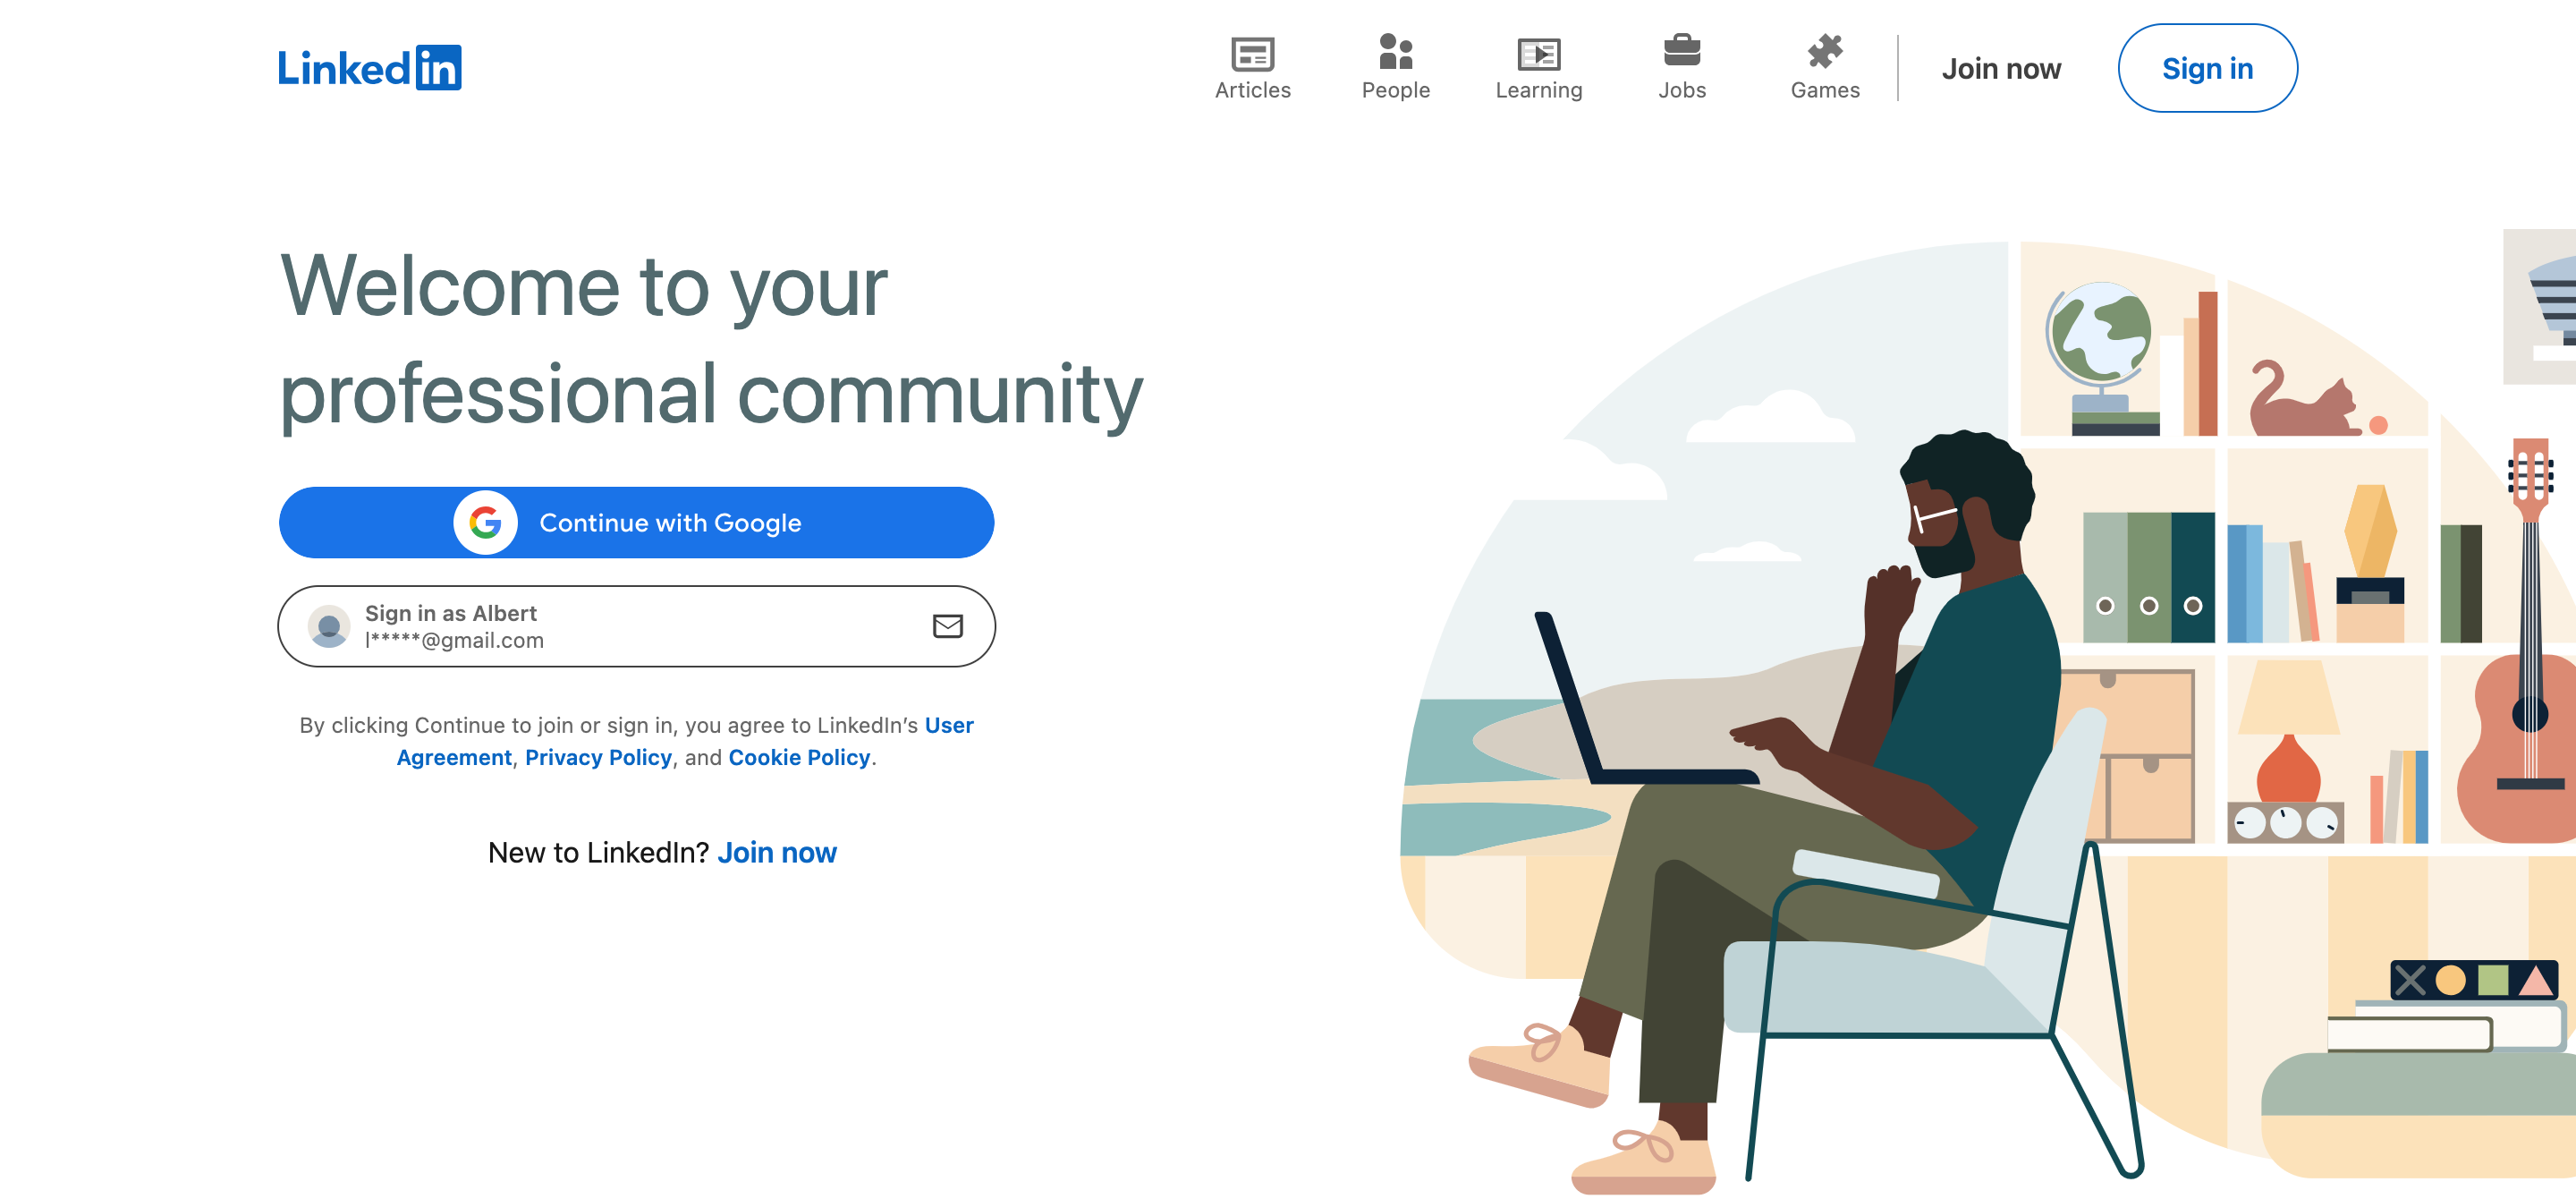 LinkedIn
Articles
People
Learning
Jobs
Games
Join now
Sign in
Welcome to your
professional community
Continue with Google
Sign in as Albert
l*****@gmail.com
By clicking Continue to join or sign in, you agree to LinkedIn’s User
Agreement, Privacy Policy, and Cookie Policy.
New to LinkedIn? Join now